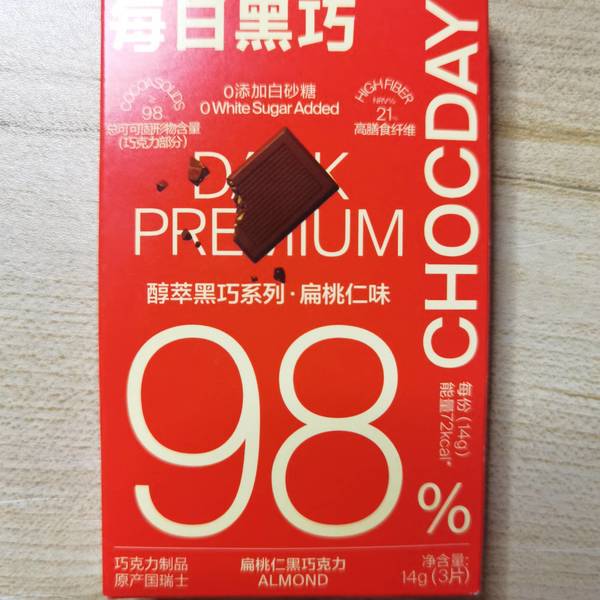 每日黑巧
CHOCDAY
0添加白砂糖
0 White Sugar Added
COCOA SOLIDS
98%
总可可固形物含量
(巧克力部分)
HIGH FIBER
NRV%
21
高膳食纤维
DARK
PREMIUM
醇萃黑巧系列·扁桃仁味
98%
每份(14g)
能量72kcal*
巧克力制品
原产国瑞士
扁桃仁黑巧克力
ALMOND
净含量:
14g(3片)